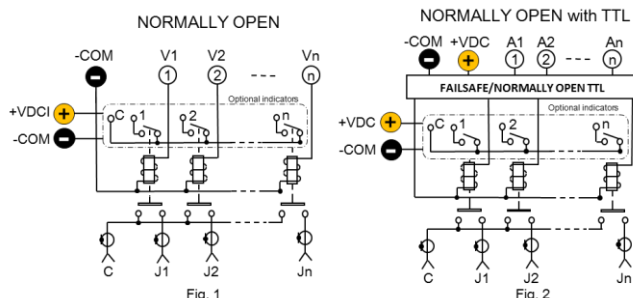 NORMALLY OPEN
-COM V1 V2 Vn
1 2 n
Optional indicators
+VDCI
C 1 2 n
-COM
C J1 J2 Jn
Fig. 1
NORMALLY OPEN with TTL
-COM +VDC A1 A2 An
1 2 n
FAILSAFE/NORMALLY OPEN TTL
Optional indicators
+VDC
C 1 2 n
-COM
C J1 J2 Jn
Fig. 2